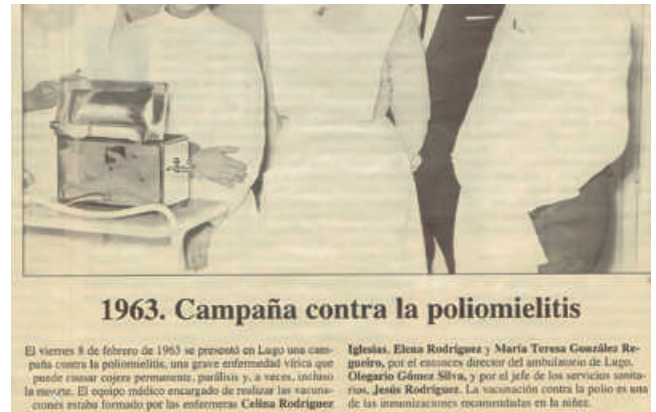 1963. Campaña contra la poliomielitis
El viernes 8 de febrero de 1963 se presentó en Lugo una cam-
paña contra la poliomielitis, una grave enfermedad vírica que
puede causar cojera permanente, parálisis y, a veces, incluso
la muerte. El equipo médico encargado de realizar las vacuna-
ciones estaba formado por las enfermeras Celina Rodríguez
Iglesias, Elena Rodríguez y María Teresa González Re-
gueiro, por el entonces director del ambulatorio de Lugo,
Olegario Gómez Silva, y por el jefe de los servicios sanita-
rios, Jesús Rodríguez. La vacunación contra la polio es una
de las inmunizaciones recomendadas en la niñez.